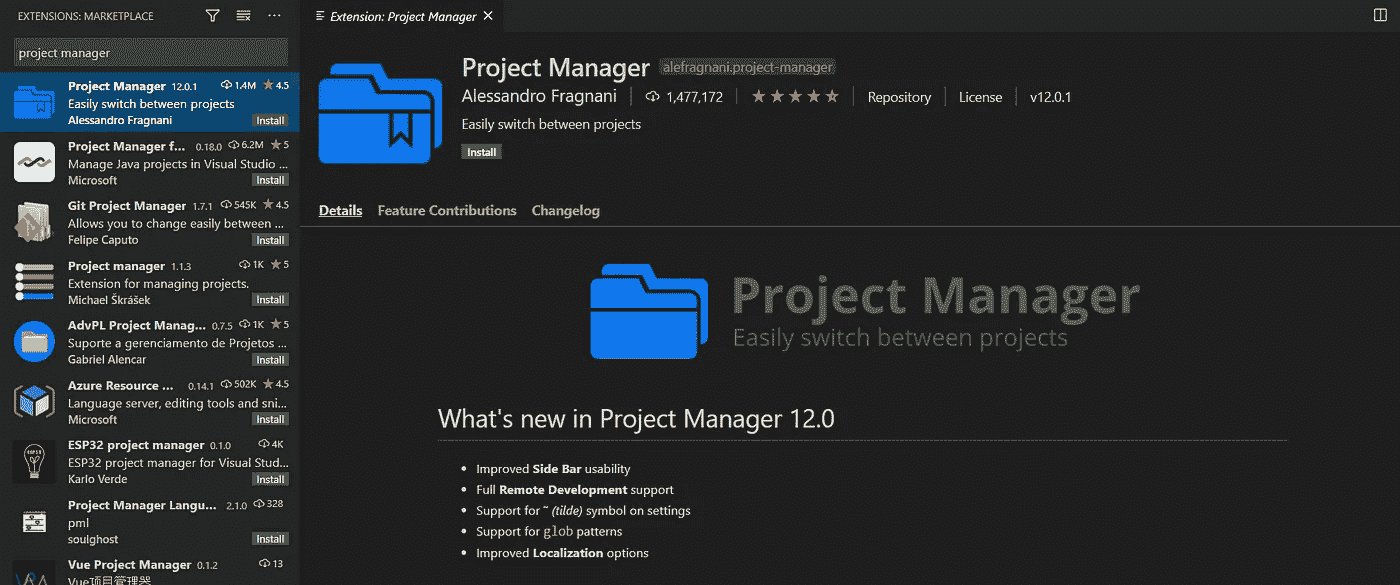 EXTENSIONS: MARKETPLACE
project manager
Project Manager 12.0.1 1.4M 4.5
Easily switch between projects
Alessandro Fragnani Install
Project Manager f... 0.18.0 6.2M 5
Manage Java projects in Visual Studio ...
Microsoft Install
Git Project Manager 1.7.1 545K 4.5
Allows you to change easily between ...
Felipe Caputo Install
Project manager 1.1.3 1K 5
Extension for managing projects.
Michael Škrášek Install
AdvPL Project Manag... 0.7.5 1K 5
Suporte a gerenciamento de Projetos ...
Gabriel Alencar Install
Azure Resource ... 0.14.1 502K 4.5
Language server, editing tools and sni...
Microsoft Install
ESP32 project manager 0.1.0 4K
ESP32 project manager for Visual Stud...
Karlo Verde Install
Project Manager Langu... 2.1.0 328
pml
soulghost Install
Vue Project Manager 0.1.2 13
Vue项目管理器
Extension: Project Manager
Project Manager alefragnani.project-manager
Alessandro Fragnani 1,477,172 Repository License v12.0.1
Easily switch between projects
Install
Details Feature Contributions Changelog
Project Manager
Easily switch between projects
What's new in Project Manager 12.0
Improved Side Bar usability
Full Remote Development support
Support for ~ (tilde) symbol on settings
Support for glob patterns
Improved Localization options